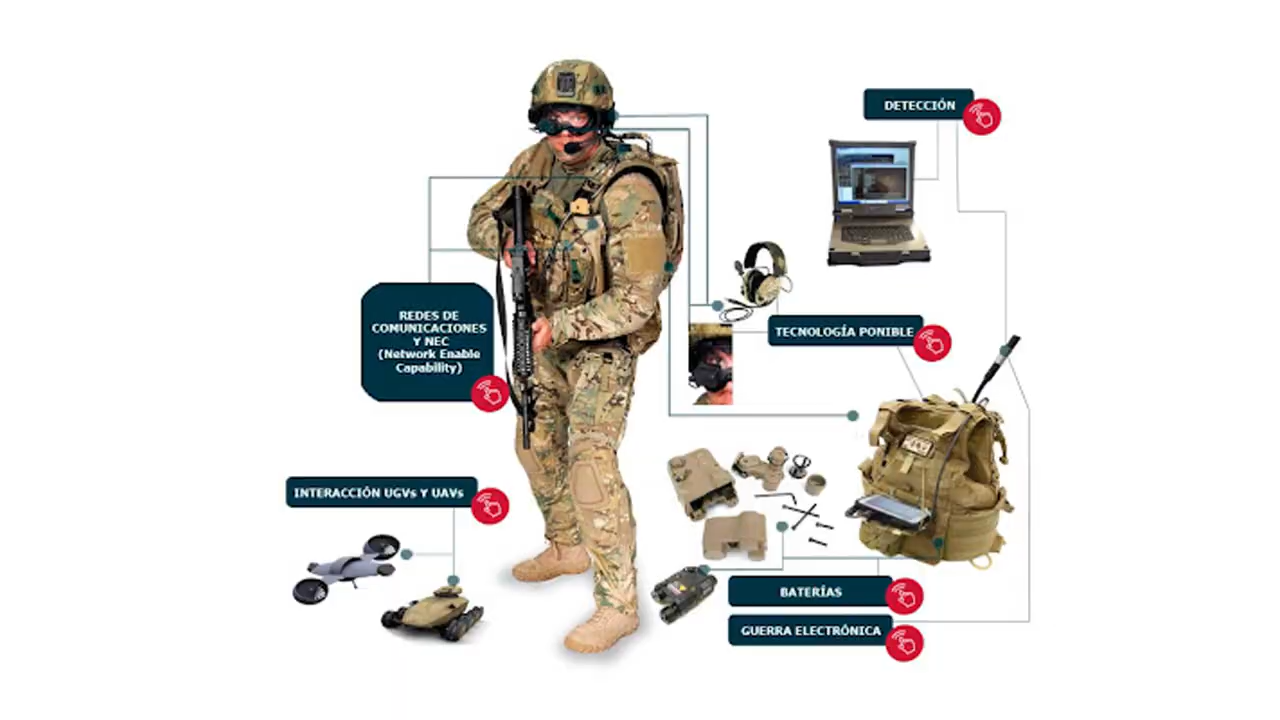 DETECCIÓN
TECNOLOGÍA PONIBLE
REDES DE
COMUNICACIONES
Y NEC
(Network Enable
Capability)
INTERACCIÓN UGVs Y UAVs
BATERÍAS
GUERRA ELECTRÓNICA